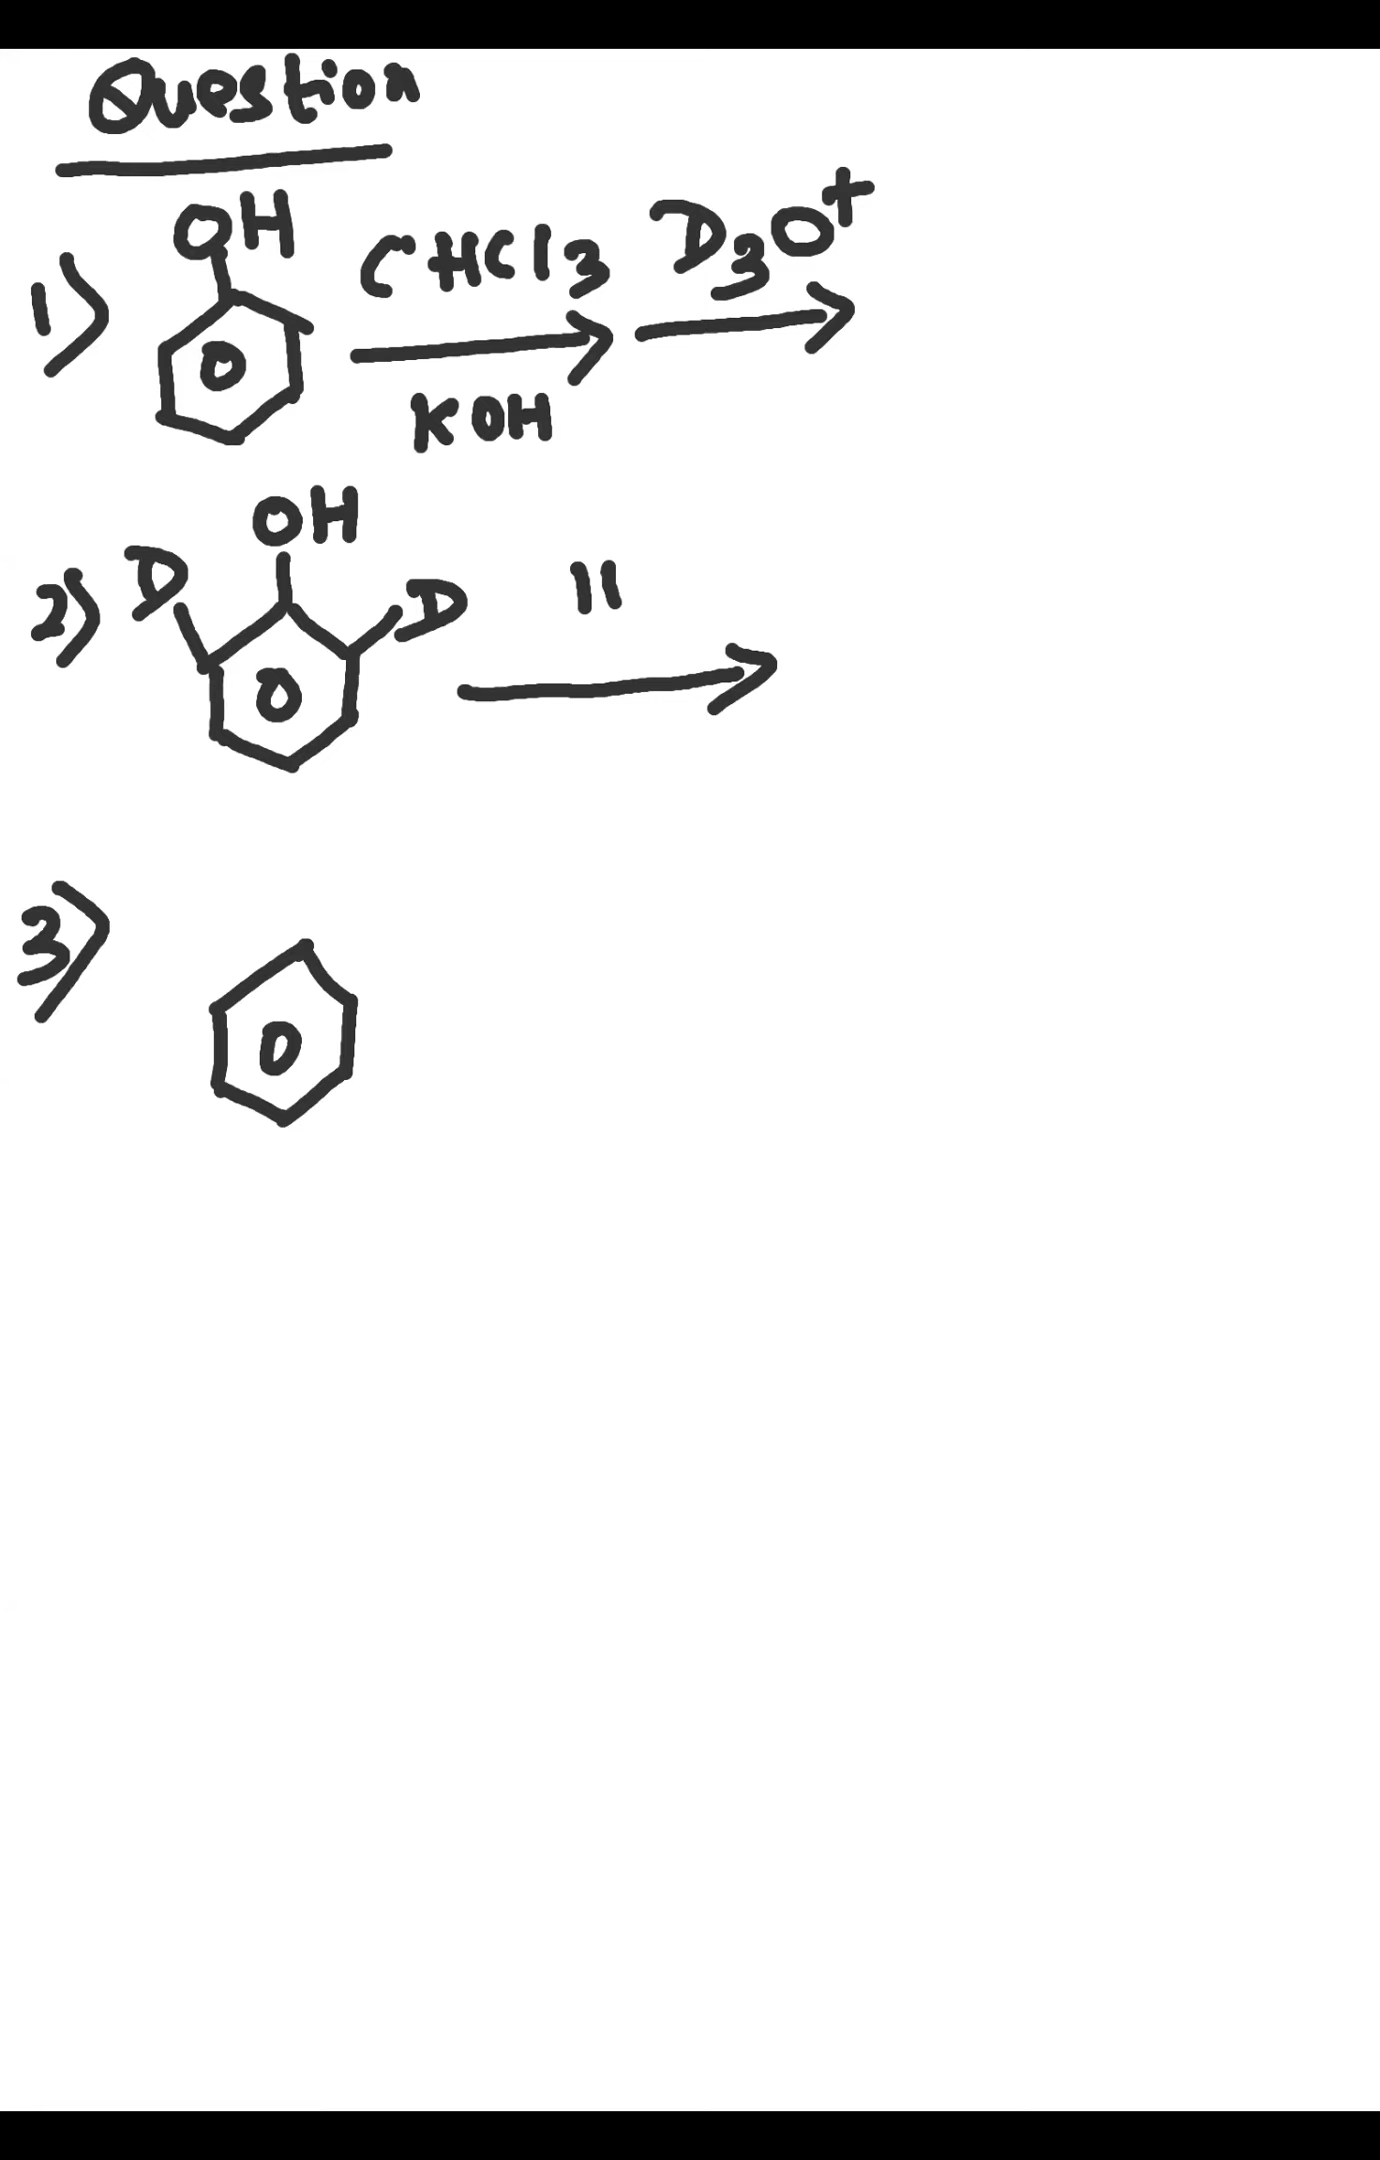 Question
1) OH CHCl3 D3O+
KOH
2) D OH D "
3)